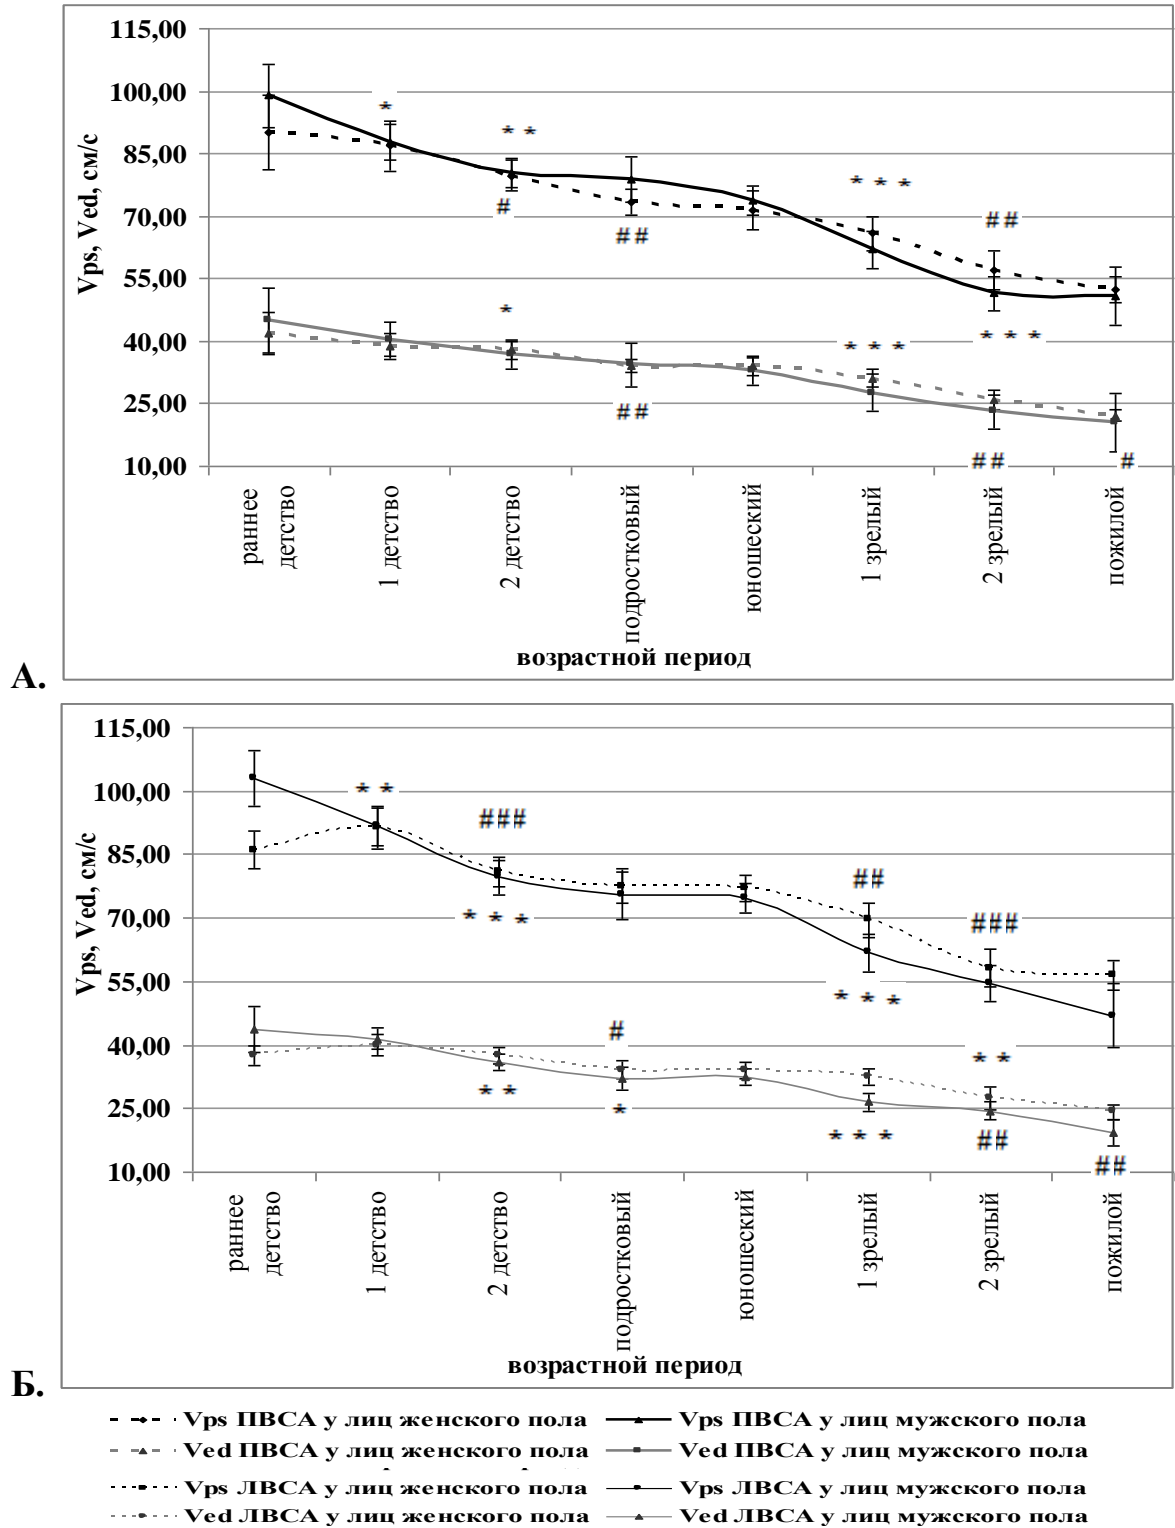 115,00
100,00
85,00
70,00
55,00
40,00
25,00
10,00
Vps, Ved, см/с
*
* *
#
##
* * *
##
*
##
* * *
* * *
##
#
раннее
детство
1 детство
2 детство
подростковый
юношеский
1 зрелый
2 зрелый
пожилой
возрастной период
А.
115,00
100,00
85,00
70,00
55,00
40,00
25,00
10,00
Vps, Ved, см/с
* *
###
* * *
##
###
* * *
#
* *
* *
*
* * *
##
##
раннее
детство
1 детство
2 детство
подростковый
юношеский
1 зрелый
2 зрелый
пожилой
возрастной период
Б.
Vps ПВСА у лиц женского пола
Vps ПВСА у лиц мужского пола
Ved ПВСА у лиц женского пола
Ved ПВСА у лиц мужского пола
Vps ЛВСА у лиц женского пола
Vps ЛВСА у лиц мужского пола
Ved ЛВСА у лиц женского пола
Ved ЛВСА у лиц мужского пола